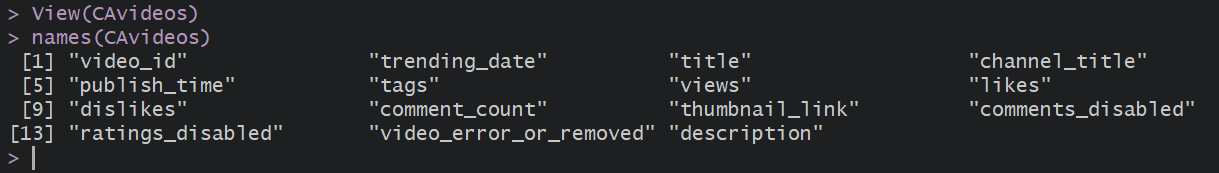 > View(CAvideos)
> names(CAvideos)
 [1] "video_id"               "trending_date"          "title"                  "channel_title"
 [5] "publish_time"           "tags"                   "views"                  "likes"
 [9] "dislikes"               "comment_count"          "thumbnail_link"         "comments_disabled"
[13] "ratings_disabled"       "video_error_or_removed" "description"
>